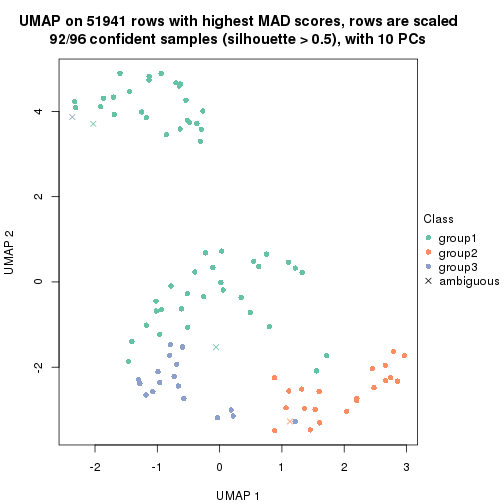 UMAP on 51941 rows with highest MAD scores, rows are scaled
92/96 confident samples (silhouette > 0.5), with 10 PCs
UMAP 2
4
2
0
-2
-2 -1 0 1 2 3
UMAP 1
Class
group1
group2
group3
ambiguous